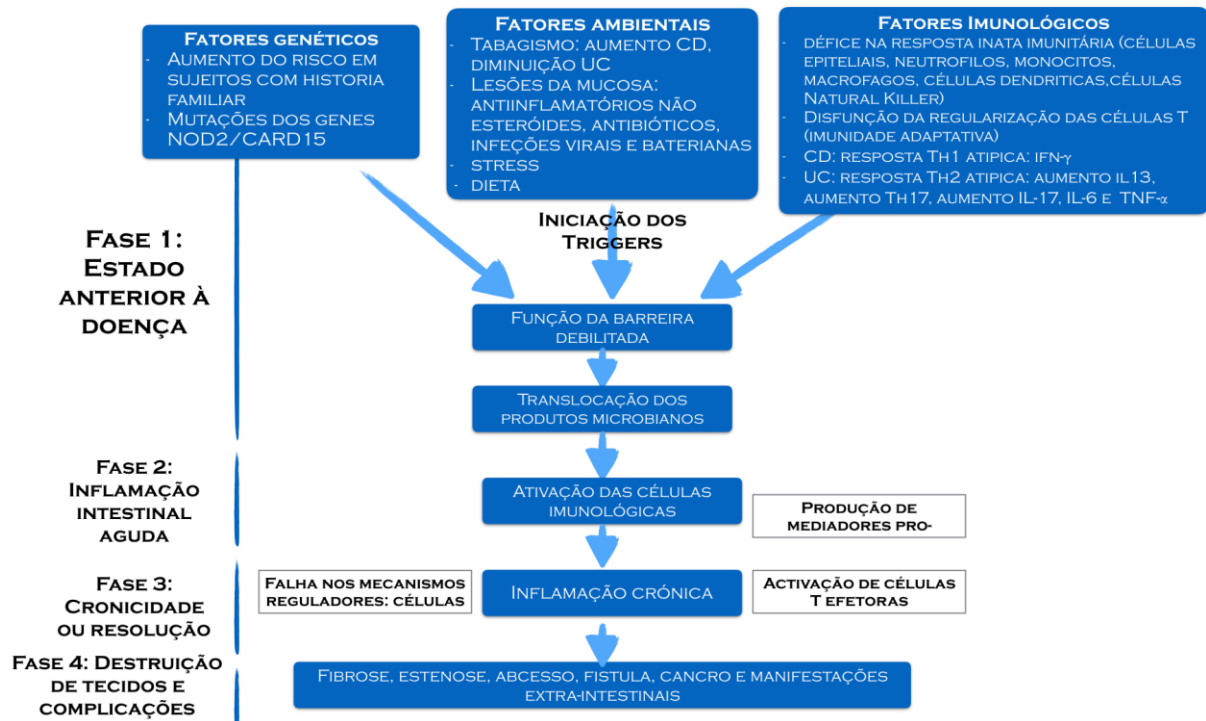 FATORES GENÉTICOS
- AUMENTO DO RISCO EM
SUJEITOS COM HISTORIA
FAMILIAR
- MUTAÇÕES DOS GENES
NOD2/CARD15
FATORES AMBIENTAIS
- TABAGISMO: AUMENTO CD,
DIMINUIÇÃO UC
- LESÕES DA MUCOSA:
ANTIINFLAMATÓRIOS NÃO
ESTERÓIDES, ANTIBIÓTICOS,
INFEÇÕES VIRAIS E BATERIANAS
- STRESS
- DIETA
FATORES IMUNOLÓGICOS
- DÉFICE NA RESPOSTA INATA IMUNITÁRIA (CÉLULAS
EPITELIAIS, NEUTROFILOS, MONOCITOS,
MACROFAGOS, CÉLULAS DENDRITICAS,CÉLULAS
NATURAL KILLER)
- DISFUNÇÃO DA REGULARIZAÇÃO DAS CÉLULAS T
(IMUNIDADE ADAPTATIVA)
- CD: RESPOSTA TH1 ATIPICA: IFN-γ
- UC: RESPOSTA TH2 ATIPICA: AUMENTO IL13,
AUMENTO TH17, AUMENTO IL-17, IL-6 E TNF-α
INICIAÇÃO DOS
TRIGGERS
FASE 1:
ESTADO
ANTERIOR À
DOENÇA
FUNÇÃO DA BARREIRA
DEBILITADA
TRANSLOCAÇÃO DOS
PRODUTOS MICROBIANOS
FASE 2:
INFLAMAÇÃO
INTESTINAL
AGUDA
ATIVAÇÃO DAS CÉLULAS
IMUNOLÓGICAS
PRODUÇÃO DE
MEDIADORES PRO-
FASE 3:
CRONICIDADE
OU RESOLUÇÃO
FALHA NOS MECANISMOS
REGULADORES: CÉLULAS
INFLAMAÇÃO CRÓNICA
ACTIVAÇÃO DE CÉLULAS
T EFETORAS
FASE 4: DESTRUIÇÃO
DE TECIDOS E
COMPLICAÇÕES
FIBROSE, ESTENOSE, ABCESSO, FISTULA, CANCRO E MANIFESTAÇÕES
EXTRA-INTESTINAIS